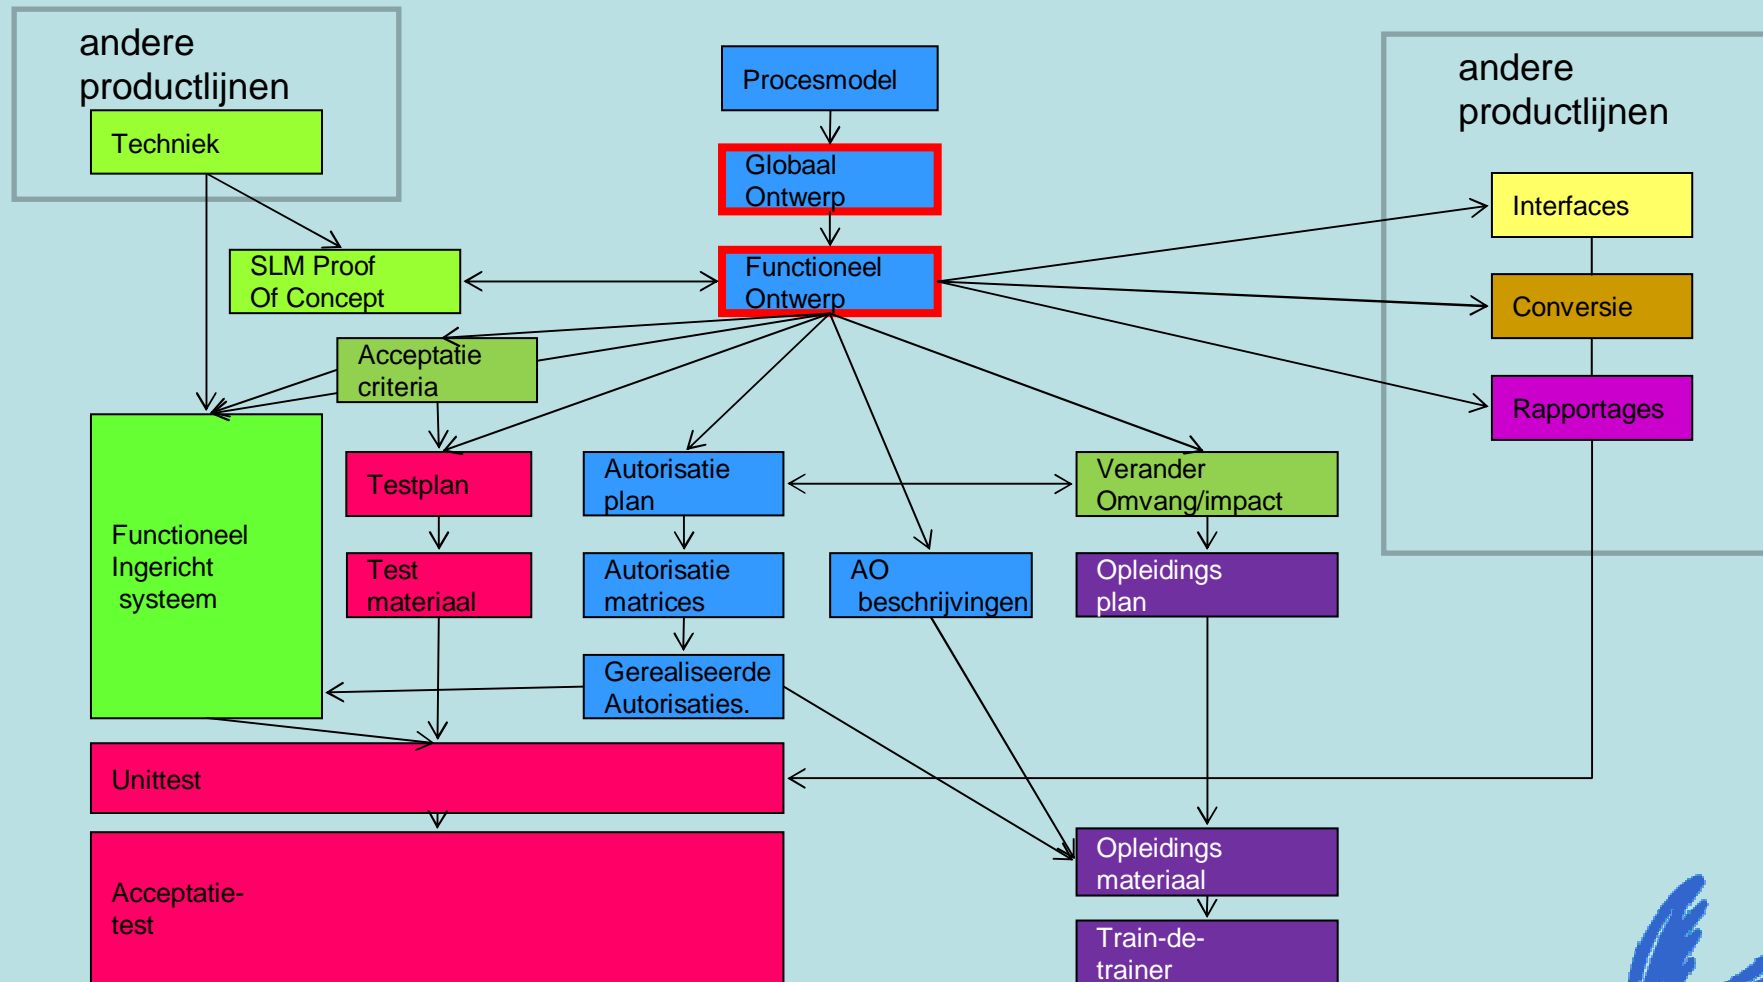 andere
productlijnen
Techniek
Procesmodel
andere
productlijnen
Globaal
Ontwerp
Interfaces
SLM Proof
Of Concept
Functioneel
Ontwerp
Conversie
Acceptatie
criteria
Rapportages
Functioneel
Ingericht
systeem
Testplan
Autorisatie
plan
Verander
Omvang/impact
Test
materiaal
Autorisatie
matrices
AO
beschrijvingen
Opleidings
plan
Gerealiseerde
Autorisaties.
Unittest
Opleidings
materiaal
Acceptatie-
test
Train-de-
trainer